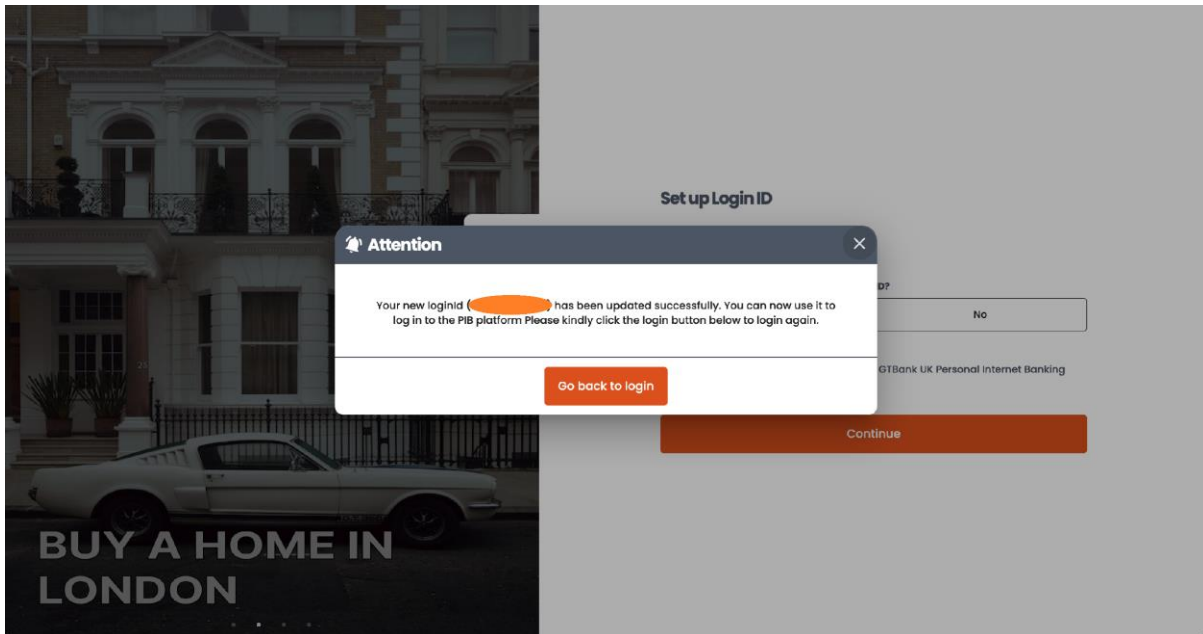 Set up Login ID
Attention
D?
Your new loginId (
) has been updated successfully. You can now use it to
log in to the PIB platform Please kindly click the login button below to login again.
No
GTBank UK Personal Internet Banking
Go back to login
Continue
BUY A HOME IN
LONDON